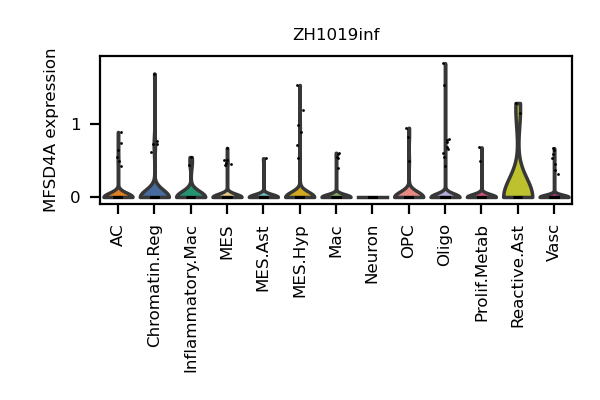 ZH1019inf
MFSD4A expression
1
0
AC
Chromatin.Reg
Inflammatory.Mac
MES
MES.Ast
MES.Hyp
Mac
Neuron
OPC
Oligo
Prolif.Metab
Reactive.Ast
Vasc